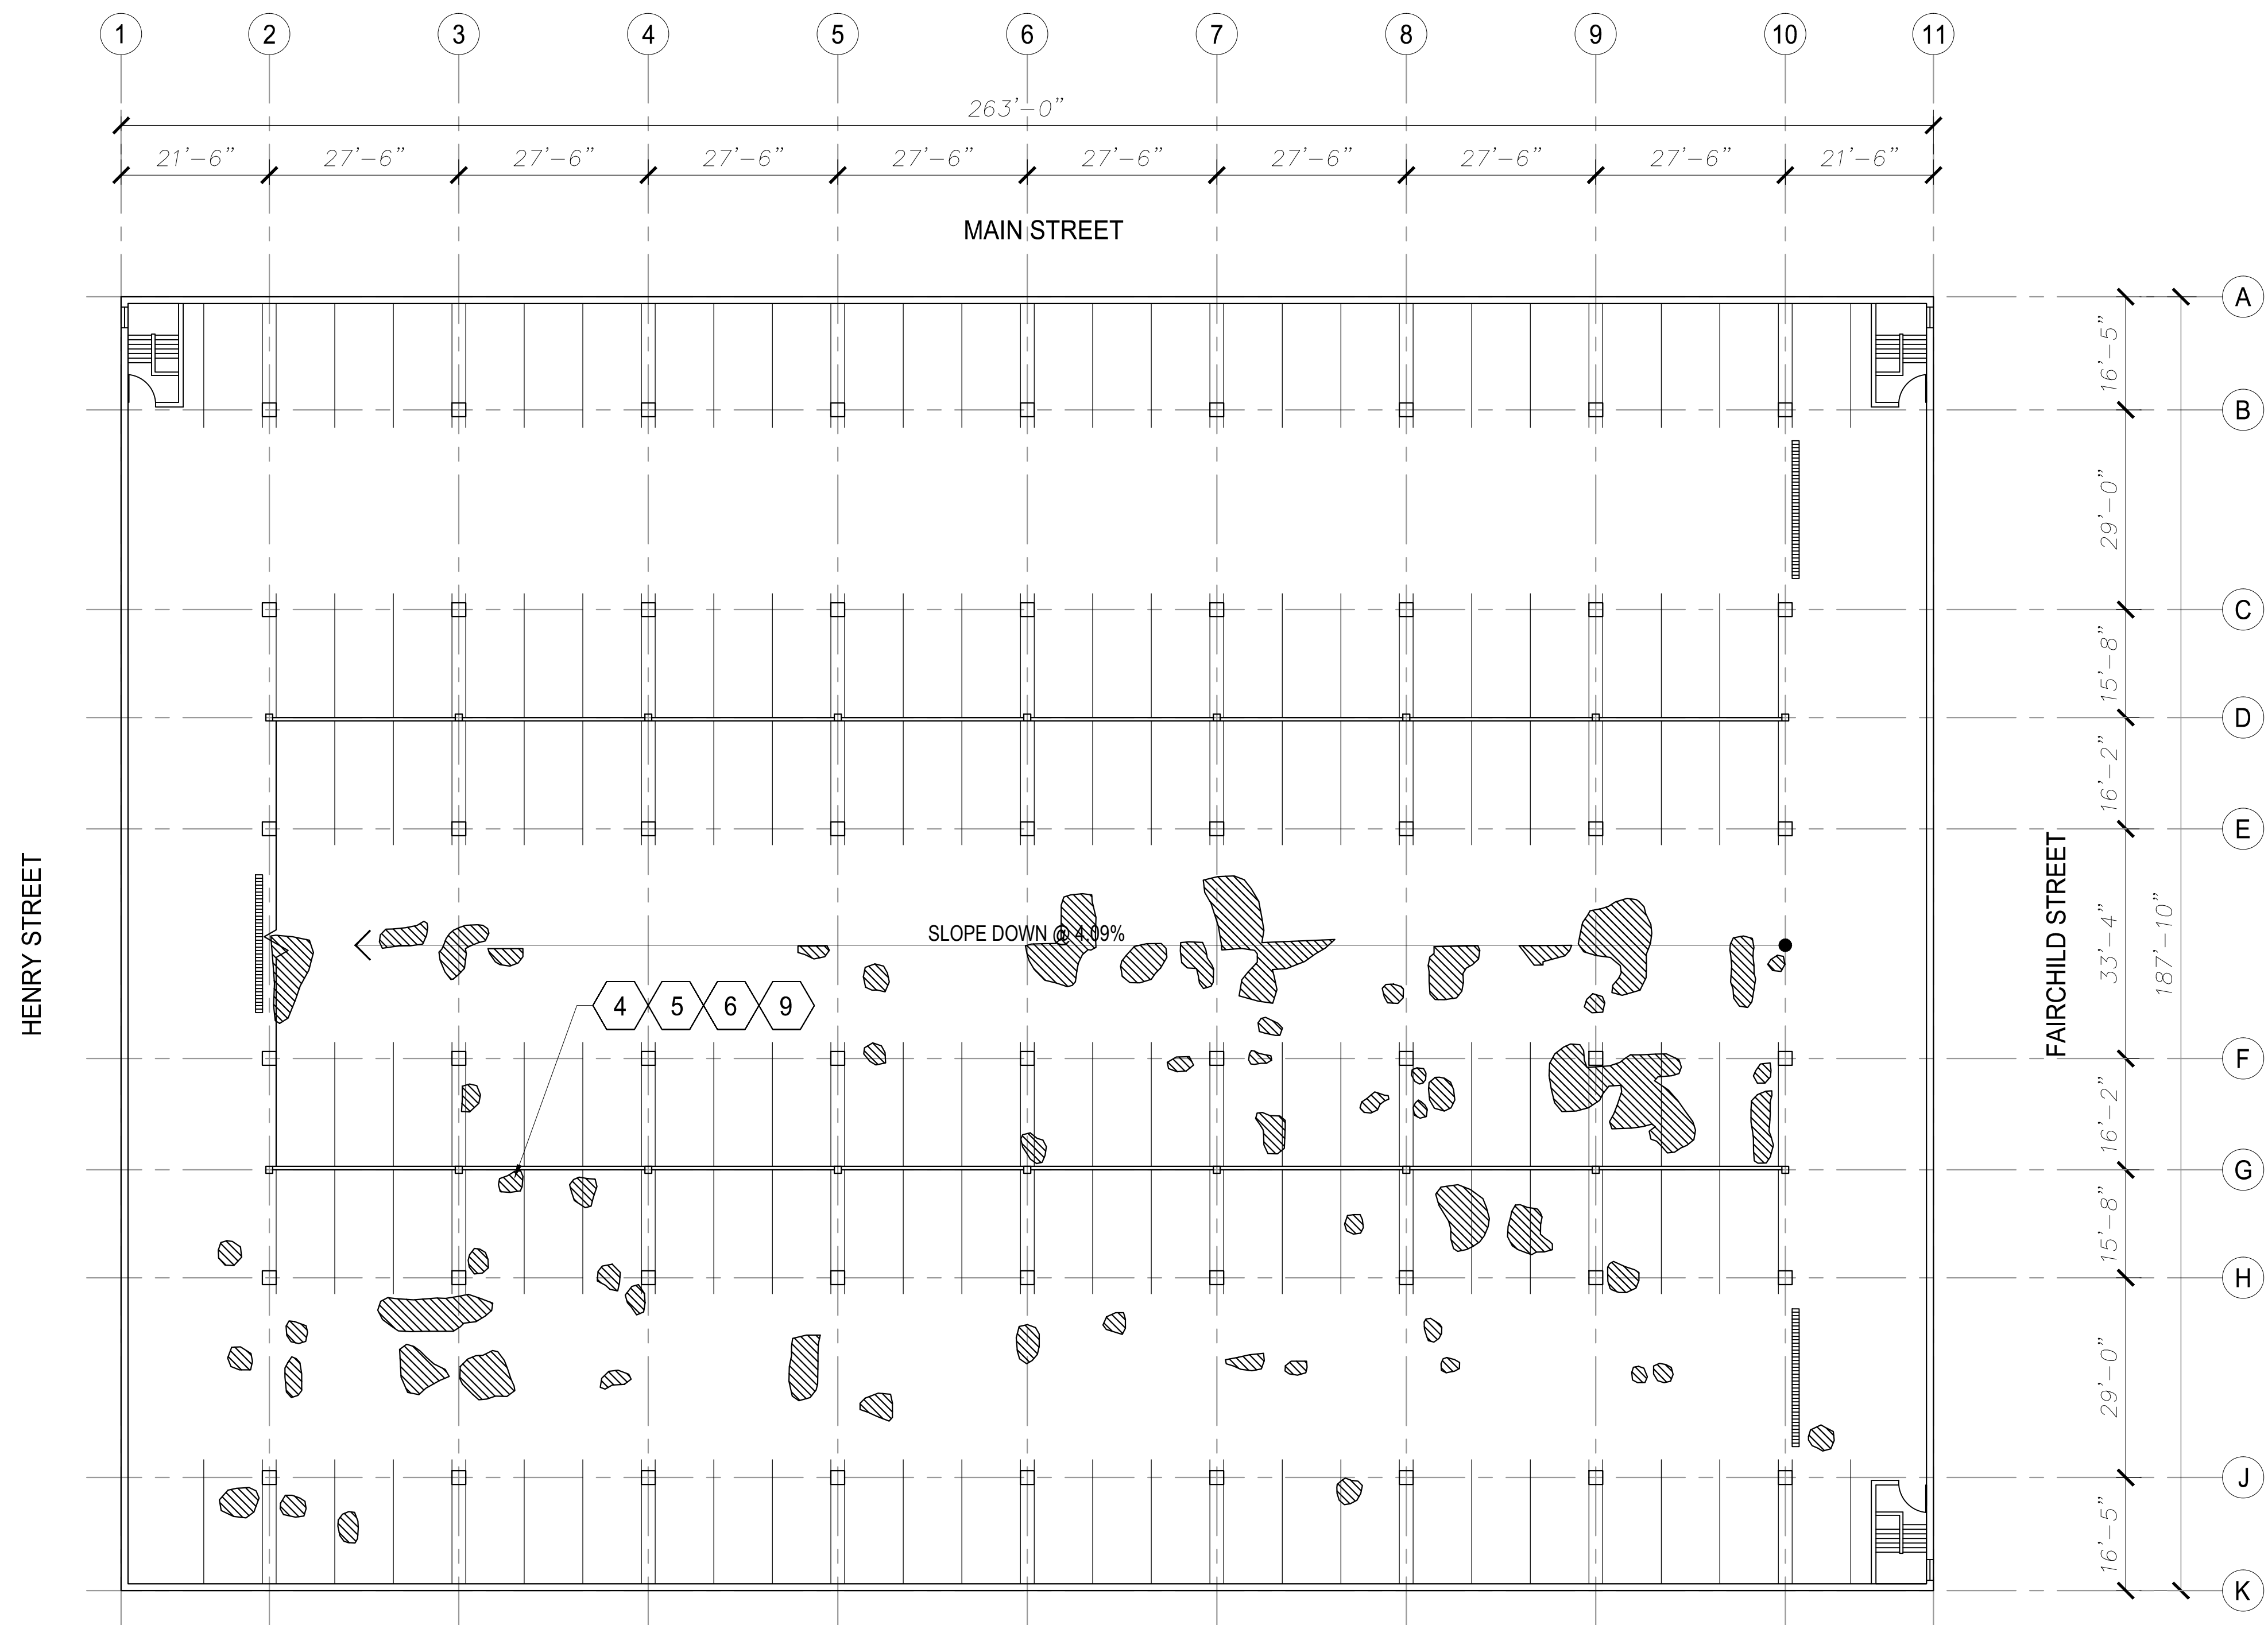 1 2 3 4 5 6 7 8 9 10 11
263'-0"
21'-6" 27'-6" 27'-6" 27'-6" 27'-6" 27'-6" 27'-6" 27'-6" 27'-6" 21'-6"
MAIN STREET
A
16'-5"
B
29'-0"
C
15'-8"
D
16'-2"
E
HENRY STREET
SLOPE DOWN @ 4.09%
4 5 6 9
FAIRCHILD STREET
33'-4"
187'-10"
F
16'-2"
G
15'-8"
H
29'-0"
J
16'-5"
K